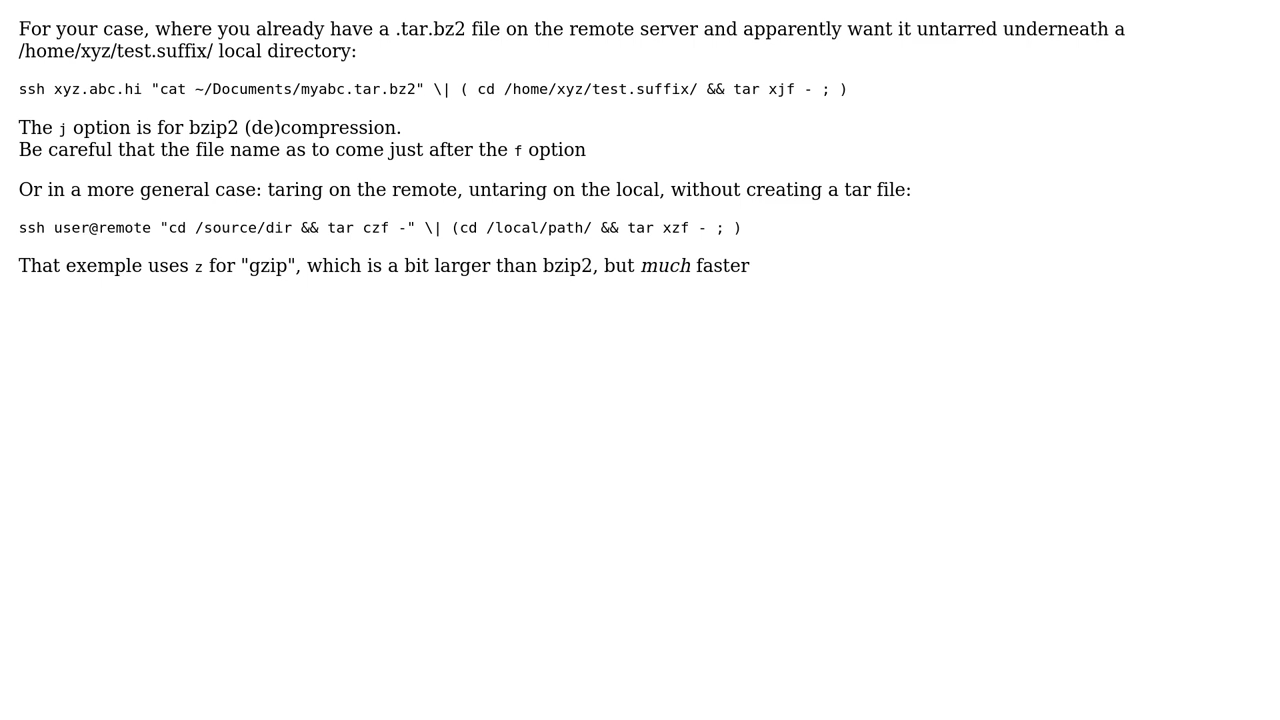 For your case, where you already have a .tar.bz2 file on the remote server and apparently want it untarred underneath a
/home/xyz/test.suffix/ local directory:
ssh xyz.abc.hi "cat ~/Documents/myabc.tar.bz2" \| ( cd /home/xyz/test.suffix/ && tar xjf - ; )
The j option is for bzip2 (de)compression.
Be careful that the file name as to come just after the f option
Or in a more general case: taring on the remote, untaring on the local, without creating a tar file:
ssh user@remote "cd /source/dir && tar czf -" \| (cd /local/path/ && tar xzf - ; )
That exemple uses z for "gzip", which is a bit larger than bzip2, but much faster